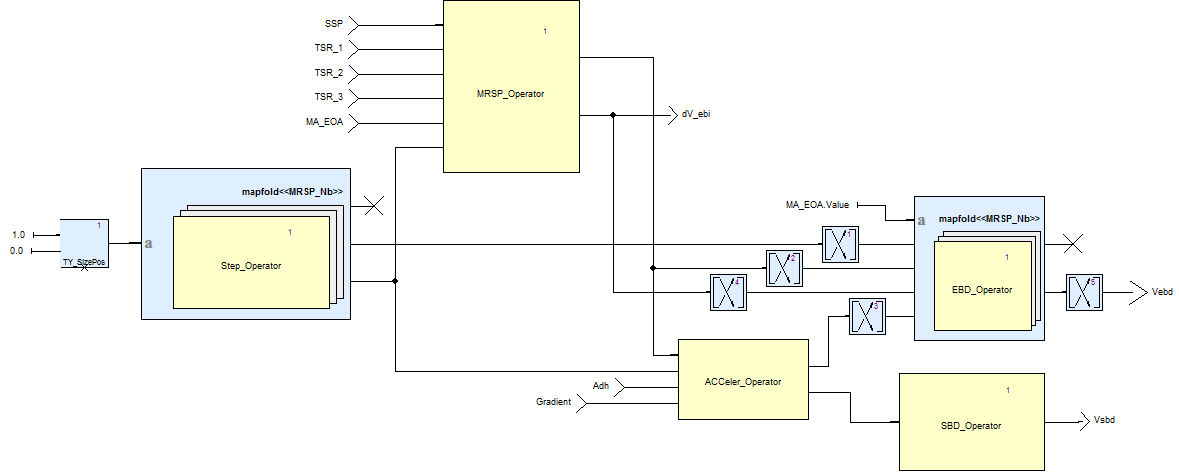 SSP
1
TSR_1
TSR_2
MRSP_Operator
TSR_3
MA_EOA
dV_ebi
mapfold<<MRSP_Nb>>
1
1.0
0.0
TY_SizePos
a
1
Step_Operator
MA_EOA.Value
a
mapfold<<MRSP_Nb>>
1
2
4
3
1
EBD_Operator
5
Vebd
ACCeler_Operator
Adh
Gradient
1
SBD_Operator
Vsbd